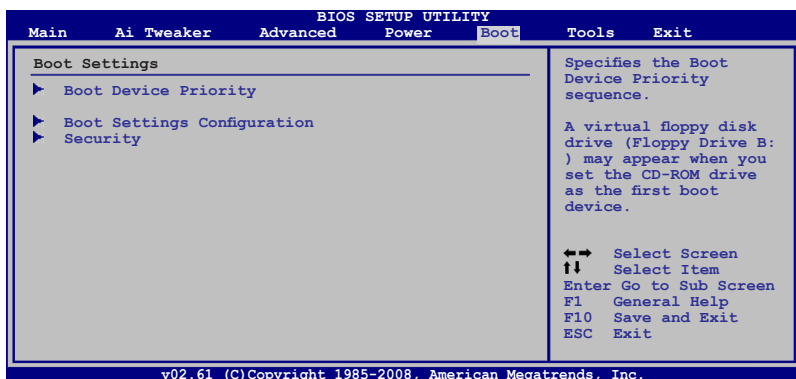 BIOS SETUP UTILITY
Main Ai Tweaker Advanced Power Boot Tools Exit
Boot Settings
Boot Device Priority
Boot Settings Configuration
Security
Specifies the Boot
Device Priority
sequence.
A virtual floppy disk
drive (Floppy Drive B:
) may appear when you
set the CD-ROM drive
as the first boot
device.
←→ Select Screen
↑↓ Select Item
Enter Go to Sub Screen
F1 General Help
F10 Save and Exit
ESC Exit
v02.61 (C)Copyright 1985-2008, American Megatrends, Inc.